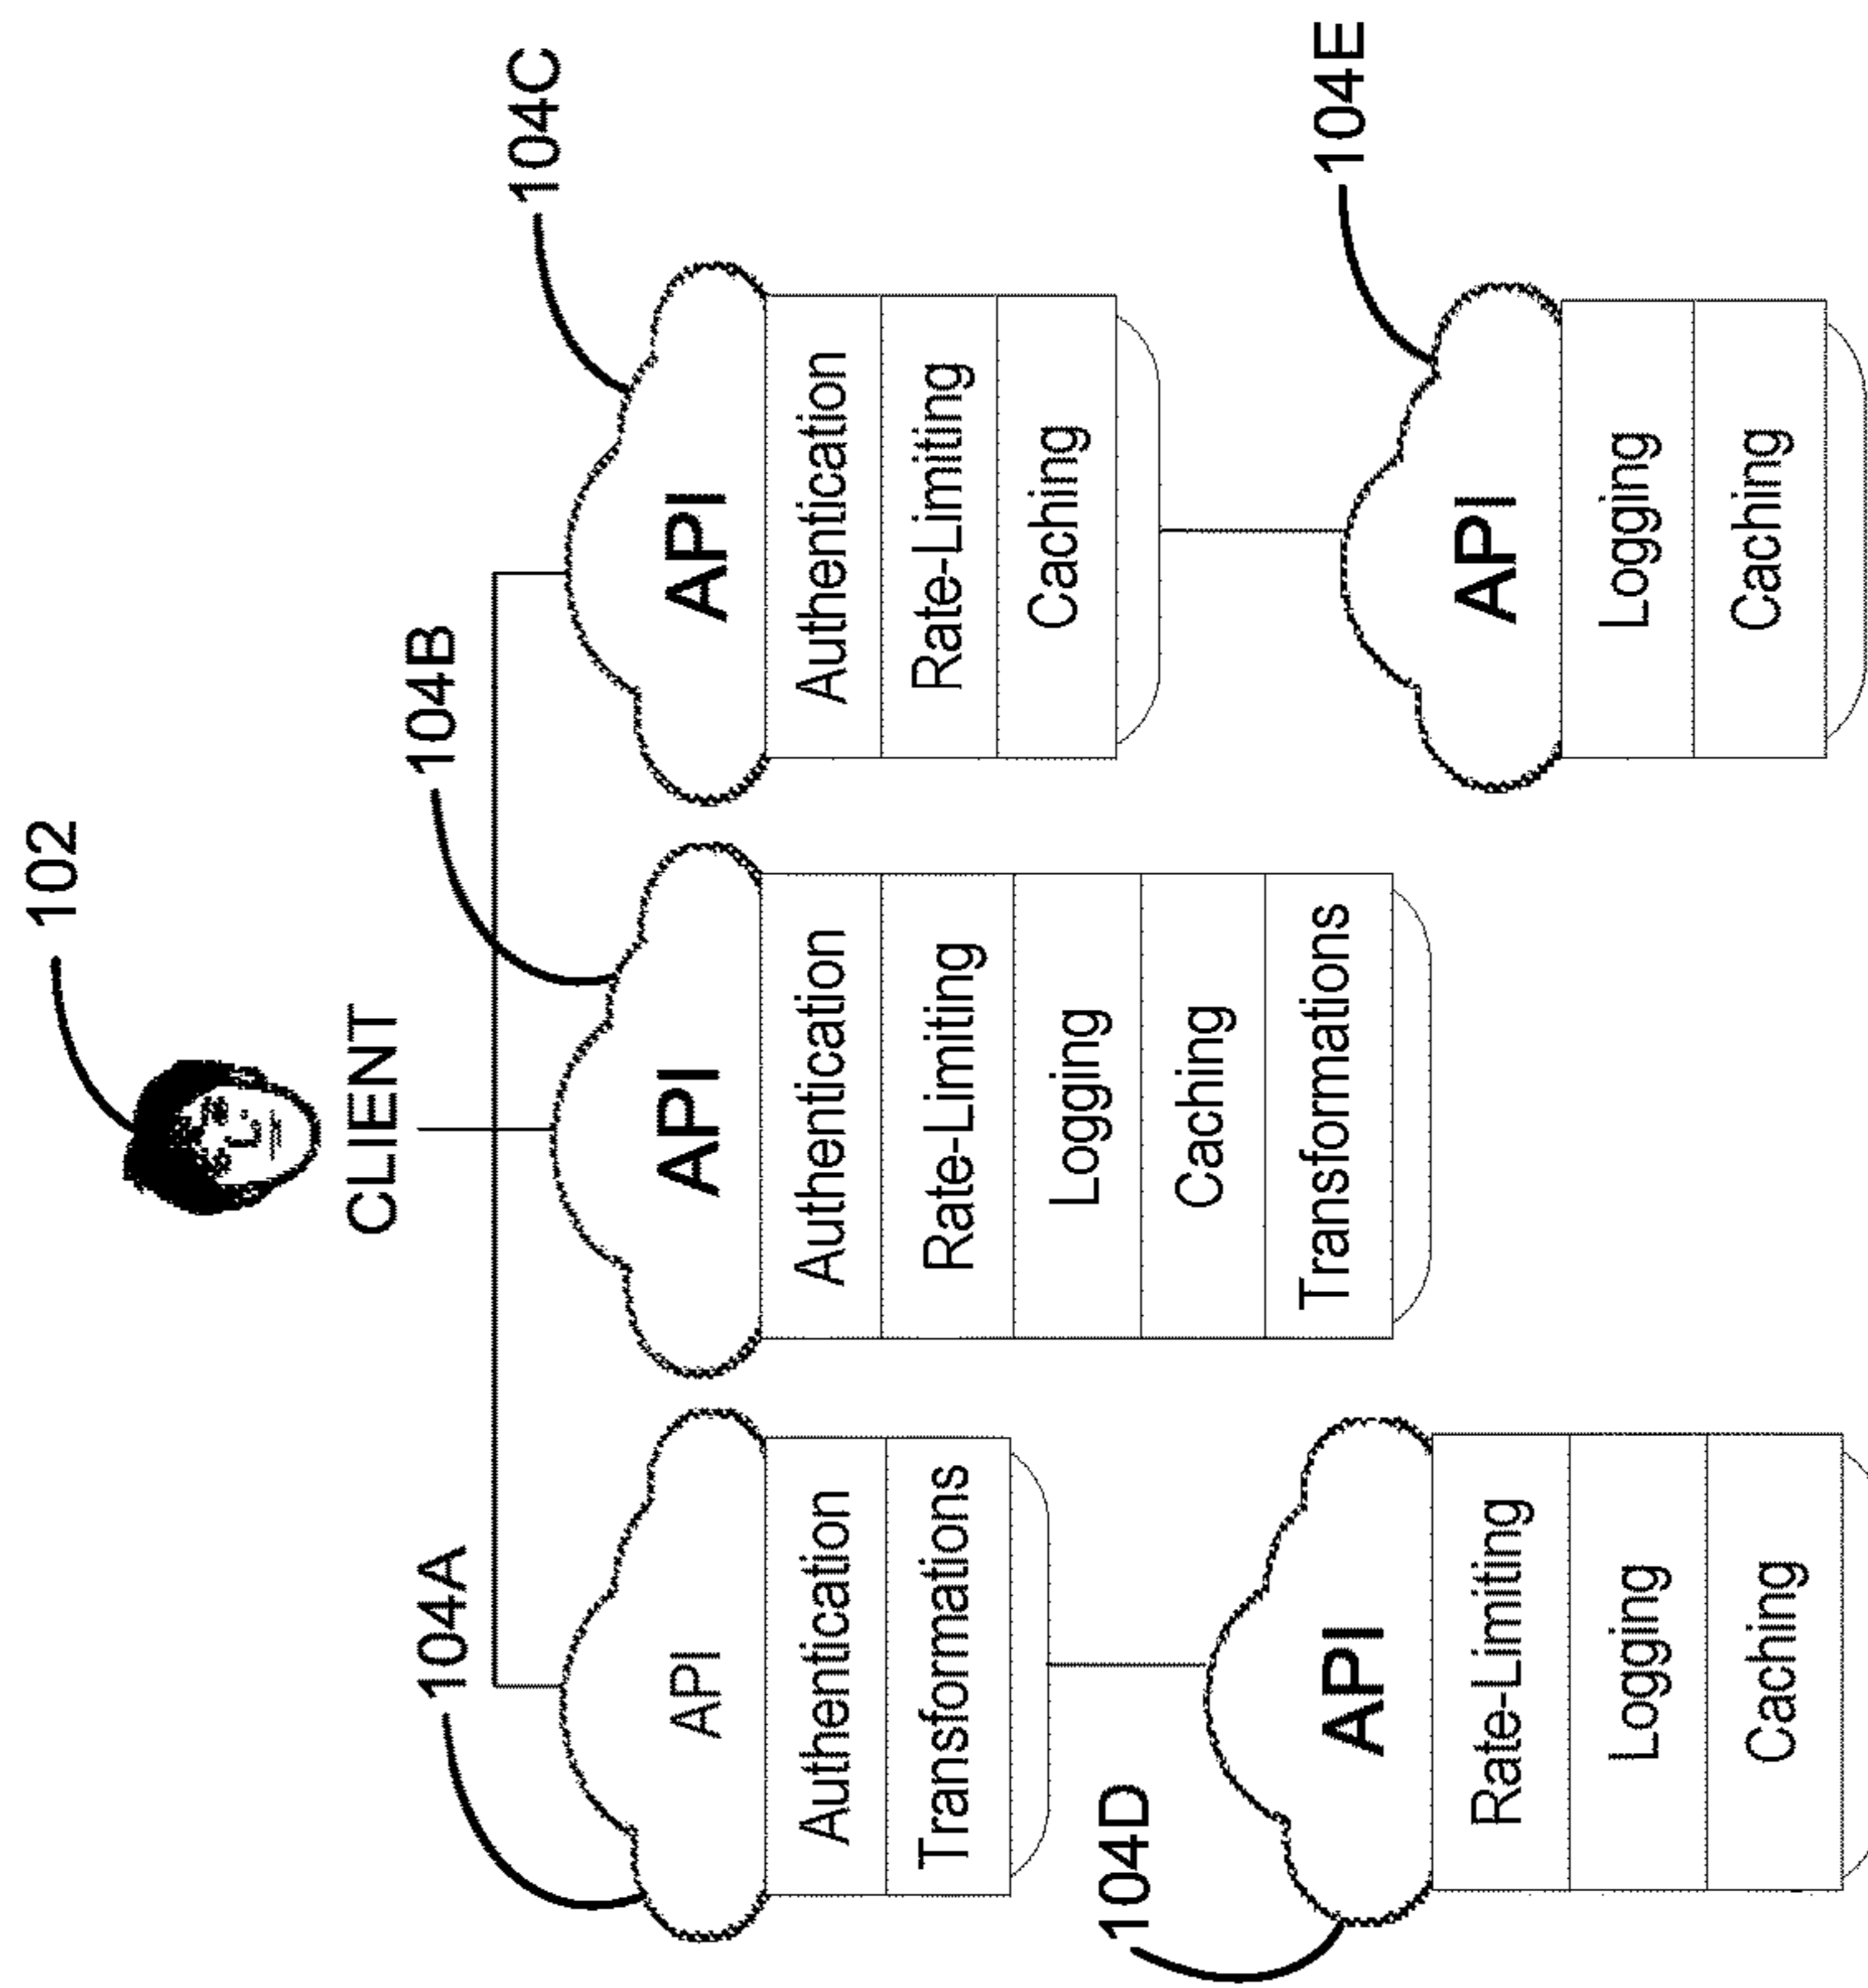 102
CLIENT
104A
104B
104C
API
Authentication
Transformations
API
Authentication
Rate-Limiting
Logging
Caching
Transformations
API
Authentication
Rate-Limiting
Caching
104D
API
Rate-Limiting
Logging
Caching
104E
API
Logging
Caching